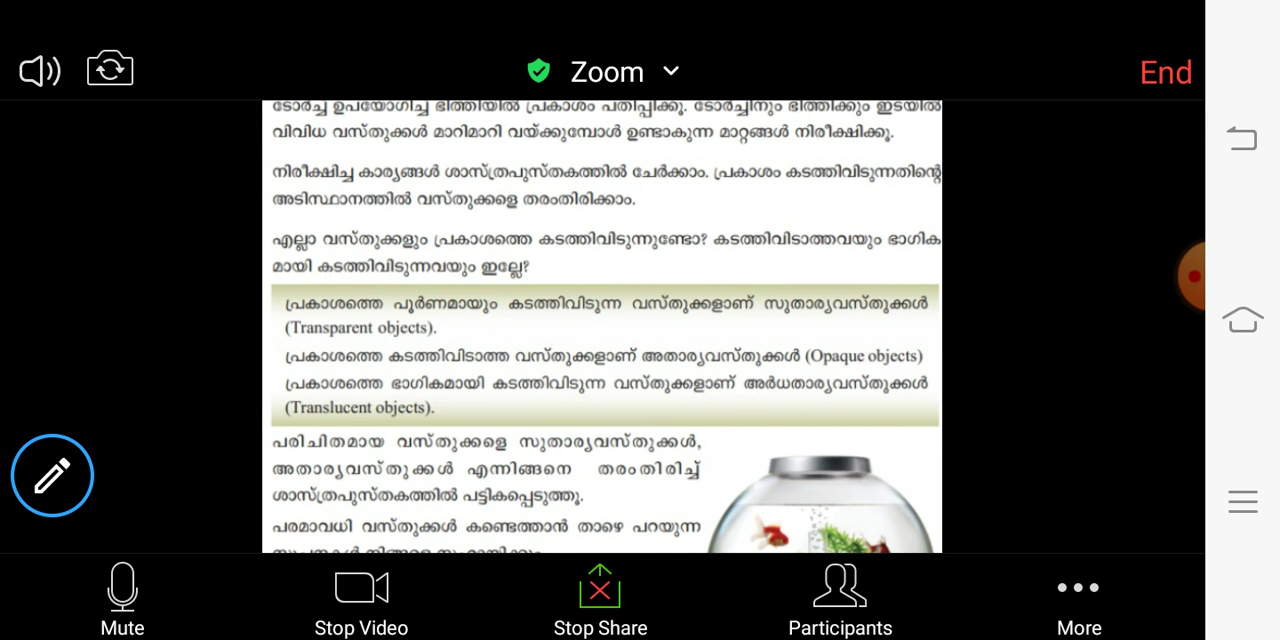 Zoom
End
ടോർച്ച് ഉപയോഗിച്ച് ഭിത്തിയിൽ പ്രകാശം പതിപ്പിക്കൂ. ടോർച്ചിനും ഭിത്തിക്കും ഇടയിൽ
വിവിധ വസ്തുക്കൾ മാറിമാറി വയ്ക്കുമ്പോൾ ഉണ്ടാകുന്ന മാറ്റങ്ങൾ നിരീക്ഷിക്കൂ.
നിരീക്ഷിച്ച കാര്യങ്ങൾ ശാസ്ത്രപുസ്തകത്തിൽ ചേർക്കാം. പ്രകാശം കടത്തിവിടുന്നതിന്റെ
അടിസ്ഥാനത്തിൽ വസ്തുക്കളെ തരംതിരിക്കാം.
എല്ലാ വസ്തുക്കളും പ്രകാശത്തെ കടത്തിവിടുന്നുണ്ടോ? കടത്തിവിടാത്തവയും ഭാഗിക
മായി കടത്തിവിടുന്നവയും ഇല്ലേ?
പ്രകാശത്തെ പൂർണമായും കടത്തിവിടുന്ന വസ്തുക്കളാണ് സുതാര്യവസ്തുക്കൾ
(Transparent objects).
പ്രകാശത്തെ കടത്തിവിടാത്ത വസ്തുക്കളാണ് അതാര്യവസ്തുക്കൾ (Opaque objects)
പ്രകാശത്തെ ഭാഗികമായി കടത്തിവിടുന്ന വസ്തുക്കളാണ് അർധതാര്യവസ്തുക്കൾ
(Translucent objects).
പരിചിതമായ വസ്തുക്കളെ സുതാര്യവസ്തുക്കൾ,
അതാര്യവസ്തുക്കൾ എന്നിങ്ങനെ തരംതിരിച്ച്
ശാസ്ത്രപുസ്തകത്തിൽ പട്ടികപ്പെടുത്തൂ.
പരമാവധി വസ്തുക്കൾ കണ്ടെത്താൻ താഴെ പറയുന്ന
Mute
Stop Video
Stop Share
Participants
More